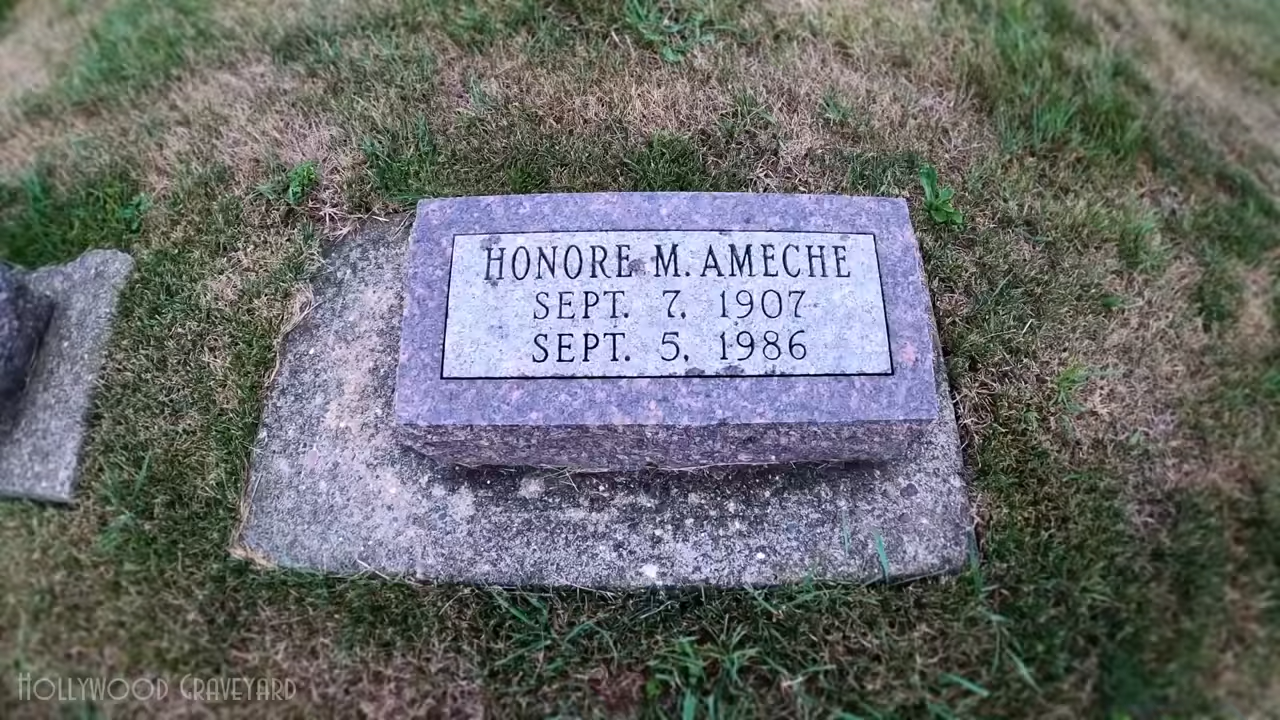 HONORE M. AMECHE
SEPT. 7, 1907
SEPT. 5, 1986
HOLLYWOOD GRAVEYARD